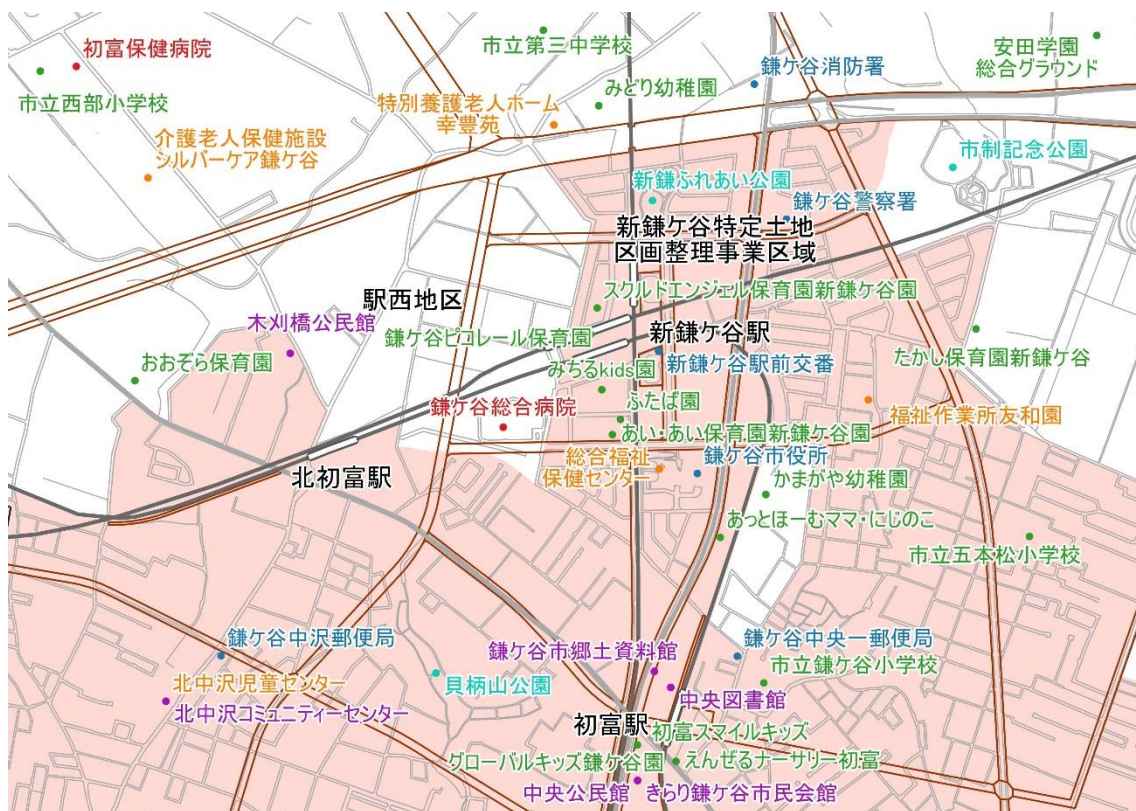 初富保健病院
市立第三中学校
安田学園
総合グラウンド
鎌ケ谷消防署
市立西部小学校
みどり幼稚園
特別養護老人ホーム
幸豊苑
介護老人保健施設
シルバーケア鎌ケ谷
市制記念公園
新鎌ふれあい公園
鎌ケ谷警察署
新鎌ケ谷特定土地
区画整理事業区域
スクルドエンジェル保育園新鎌ケ谷園
駅西地区
木刈橋公民館
鎌ケ谷ピコレール保育園
新鎌ケ谷駅
おおぞら保育園
みちるkids園
新鎌ケ谷駅前交番
たかし保育園新鎌ケ谷
鎌ケ谷総合病院
ふたば園
福祉作業所友和園
あい・あい保育園新鎌ケ谷園
北初富駅
総合福祉
保健センター
鎌ケ谷市役所
かまがや幼稚園
あっとほーむママ・にじのこ
市立五本松小学校
鎌ケ谷中沢郵便局
鎌ケ谷市郷土資料館
鎌ケ谷中央一郵便局
市立鎌ケ谷小学校
北中沢児童センター
貝柄山公園
中央図書館
北中沢コミュニティーセンター
初富駅
初富スマイルキッズ
グローバルキッズ鎌ケ谷園
えんぜるナーサリー初富
中央公民館
きらり鎌ケ谷市民会館